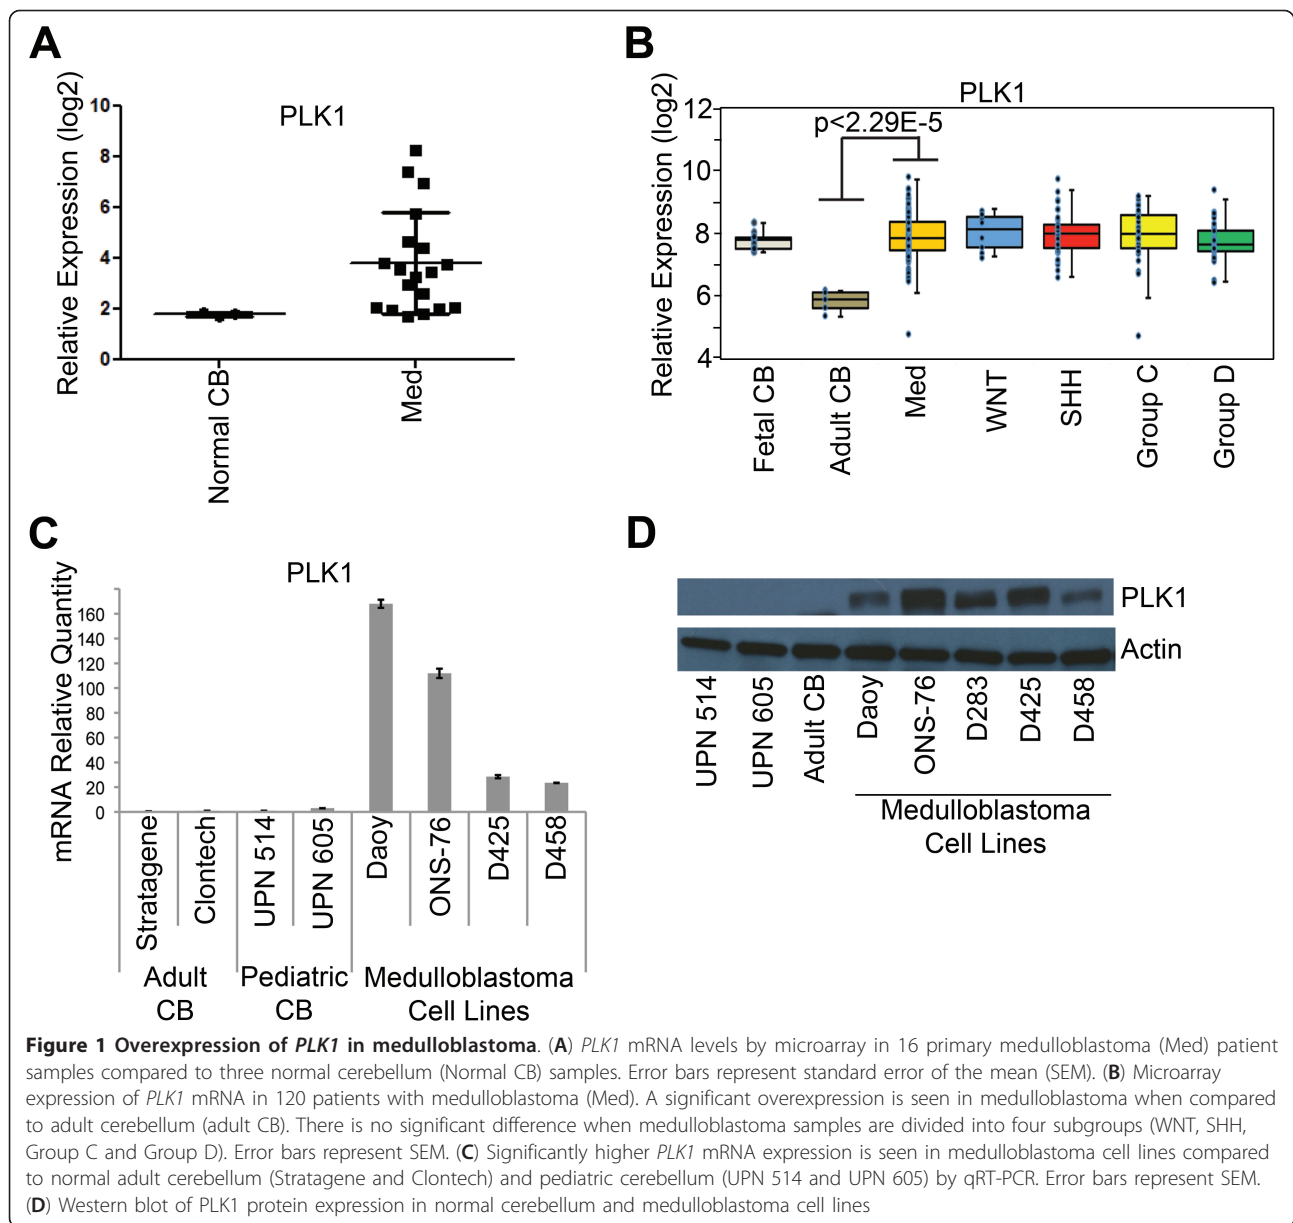 A
PLK1
Relative Expression (log2)
10
8
6
4
2
0
Normal CB
Med
B
PLK1
p<2.29E-5
Relative Expression (log2)
12
10
8
6
4
Fetal CB
Adult CB
Med
WNT
SHH
Group C
Group D
C
PLK1
mRNA Relative Quantity
160
140
120
100
80
60
40
20
0
Stratagene
Clontech
UPN 514
UPN 605
Daoy
ONS-76
D425
D458
Adult
CB
Pediatric
CB
Medulloblastoma
Cell Lines
D
PLK1
Actin
UPN 514
UPN 605
Adult CB
Daoy
ONS-76
D283
D425
D458
Medulloblastoma
Cell Lines
Figure 1 Overexpression of PLK1 in medulloblastoma. (A) PLK1 mRNA levels by microarray in 16 primary medulloblastoma (Med) patient
samples compared to three normal cerebellum (Normal CB) samples. Error bars represent standard error of the mean (SEM). (B) Microarray
expression of PLK1 mRNA in 120 patients with medulloblastoma (Med). A significant overexpression is seen in medulloblastoma when compared
to adult cerebellum (adult CB). There is no significant difference when medulloblastoma samples are divided into four subgroups (WNT, SHH,
Group C and Group D). Error bars represent SEM. (C) Significantly higher PLK1 mRNA expression is seen in medulloblastoma cell lines compared
to normal adult cerebellum (Stratagene and Clontech) and pediatric cerebellum (UPN 514 and UPN 605) by qRT-PCR. Error bars represent SEM.
(D) Western blot of PLK1 protein expression in normal cerebellum and medulloblastoma cell lines